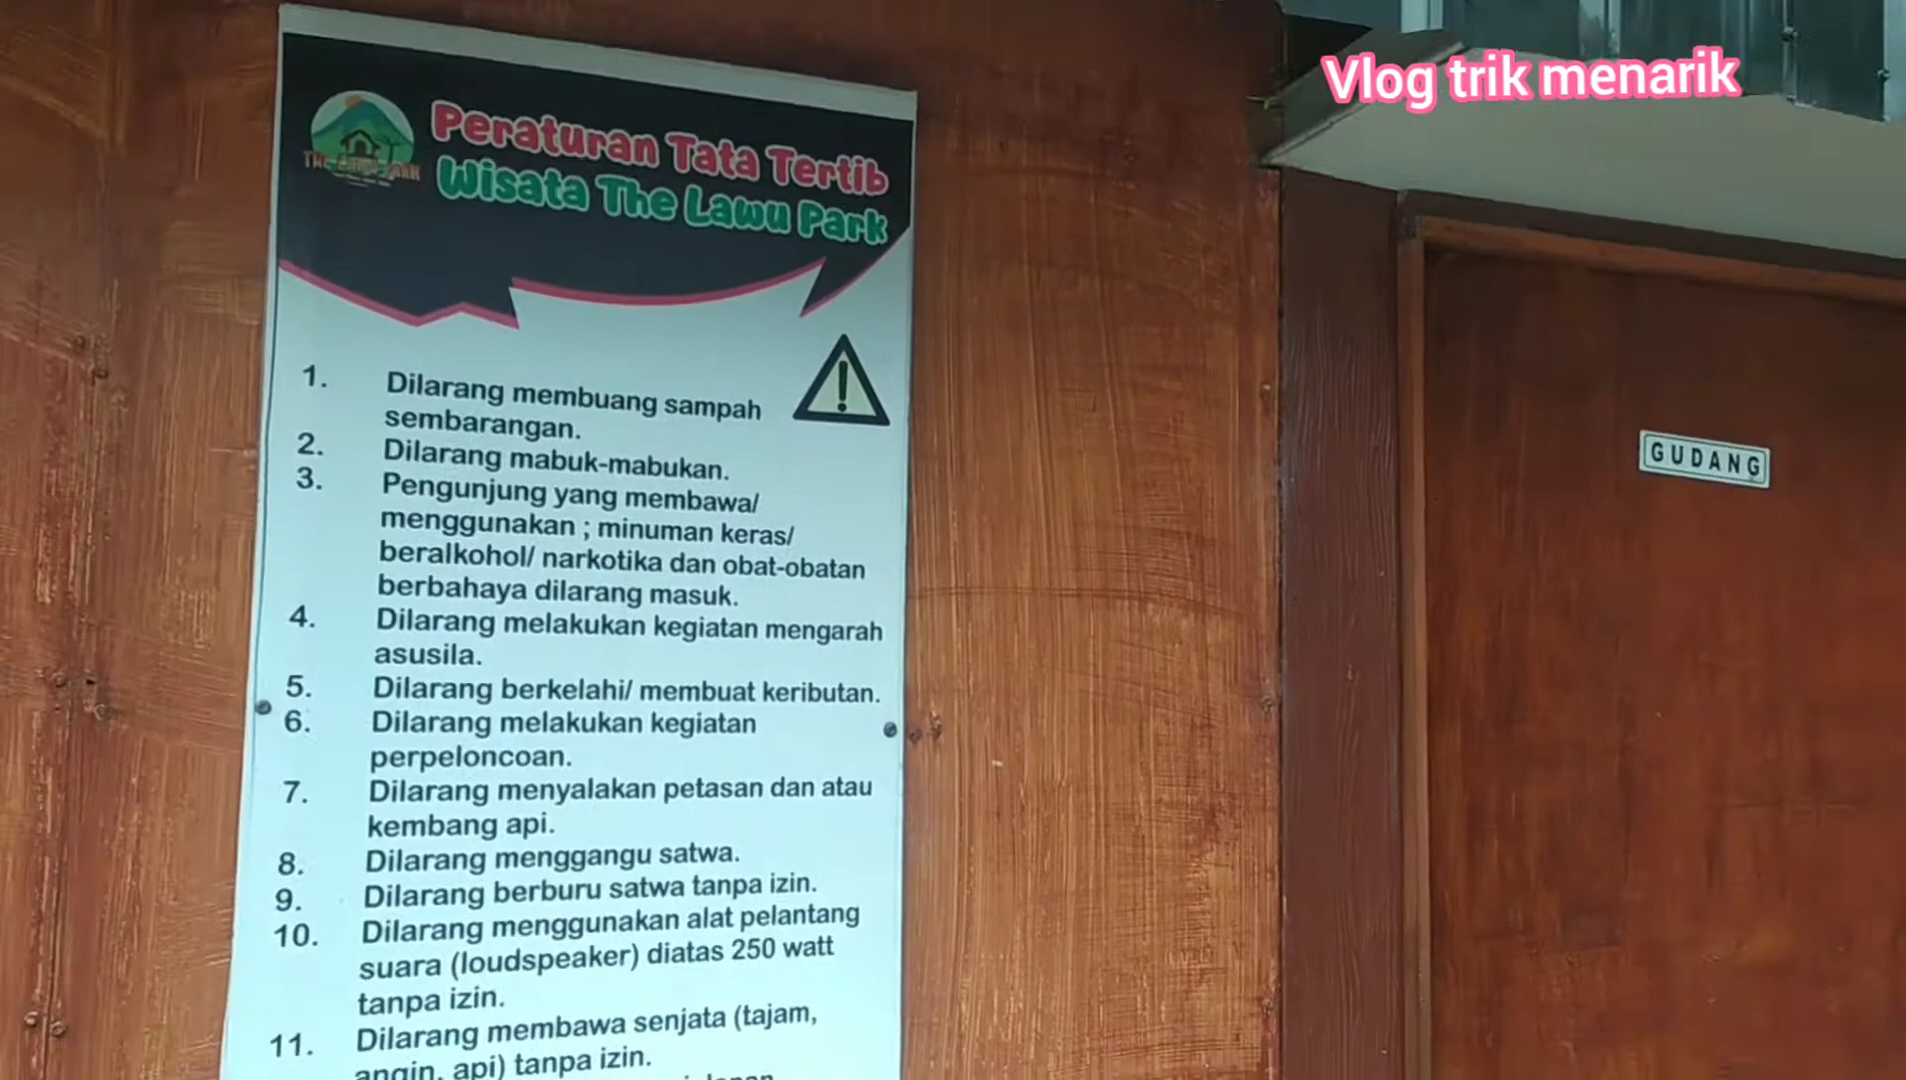 Vlog trik menarik
THE LAWU PARK
Peraturan Tata Tertib
Wisata The Lawu Park
1. Dilarang membuang sampah
sembarangan.
2. Dilarang mabuk-mabukan.
3. Pengunjung yang membawa/
menggunakan ; minuman keras/
beralkohol/ narkotika dan obat-obatan
berbahaya dilarang masuk.
4. Dilarang melakukan kegiatan mengarah
asusila.
5. Dilarang berkelahi/ membuat keributan.
6. Dilarang melakukan kegiatan
perpeloncoan.
7. Dilarang menyalakan petasan dan atau
kembang api.
8. Dilarang menggangu satwa.
9. Dilarang berburu satwa tanpa izin.
10. Dilarang menggunakan alat pelantang
suara (loudspeaker) diatas 250 watt
tanpa izin.
11. Dilarang membawa senjata (tajam,
angin, api) tanpa izin.
GUDANG